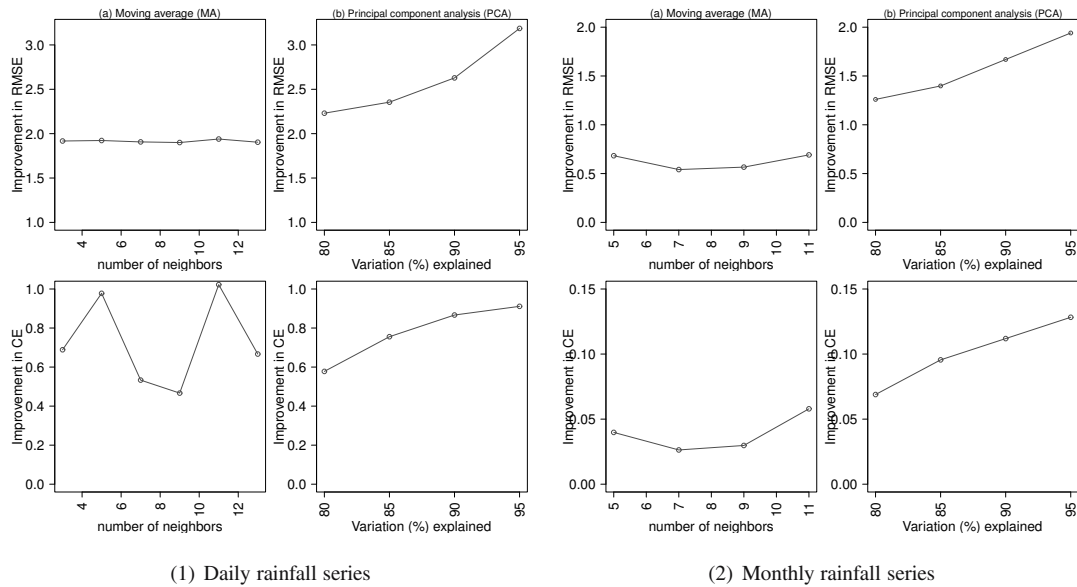 (a) Moving average (MA)
Improvement in RMSE
3.0
2.5
2.0
1.5
1.0
4 6 8 10 12
number of neighbors
(b) Principal component analysis (PCA)
Improvement in RMSE
3.0
2.5
2.0
1.5
1.0
80 85 90 95
Variation (%) explained
Improvement in CE
1.0
0.8
0.6
0.4
0.2
0.0
4 6 8 10 12
number of neighbors
Improvement in CE
1.0
0.8
0.6
0.4
0.2
0.0
80 85 90 95
Variation (%) explained
(1) Daily rainfall series
(a) Moving average (MA)
Improvement in RMSE
2.0
1.5
1.0
0.5
0.0
5 7 9 11
number of neighbors
(b) Principal component analysis (PCA)
Improvement in RMSE
2.0
1.5
1.0
0.5
0.0
80 85 90 95
Variation (%) explained
Improvement in CE
0.15
0.10
0.05
0.00
5 7 9 11
number of neighbors
Improvement in CE
0.15
0.10
0.05
0.00
80 85 90 95
Variation (%) explained
(2) Monthly rainfall series